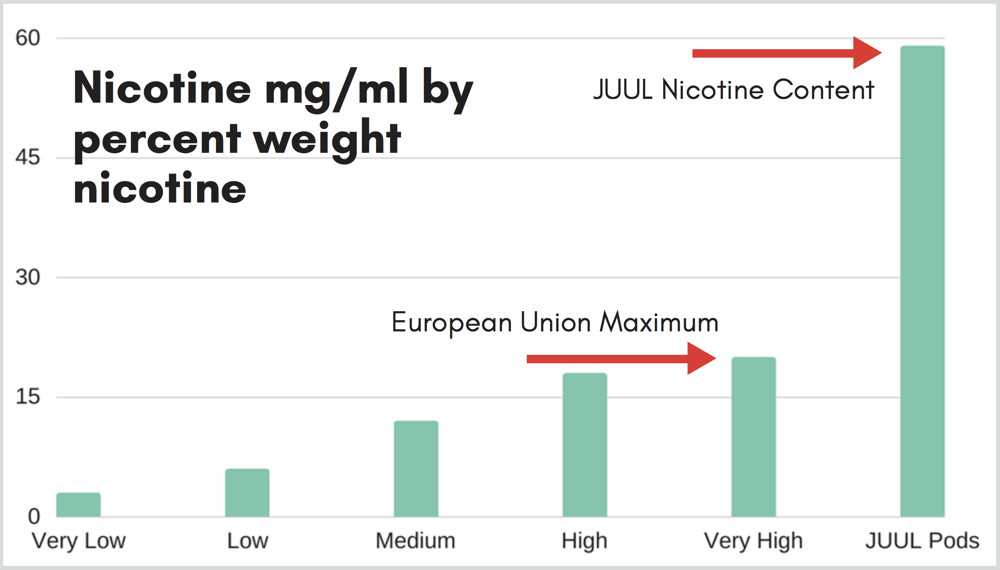 60
Nicotine mg/ml by
percent weight
nicotine
JUUL Nicotine Content
45
30
European Union Maximum
15
0
Very Low
Low
Medium
High
Very High
JUUL Pods